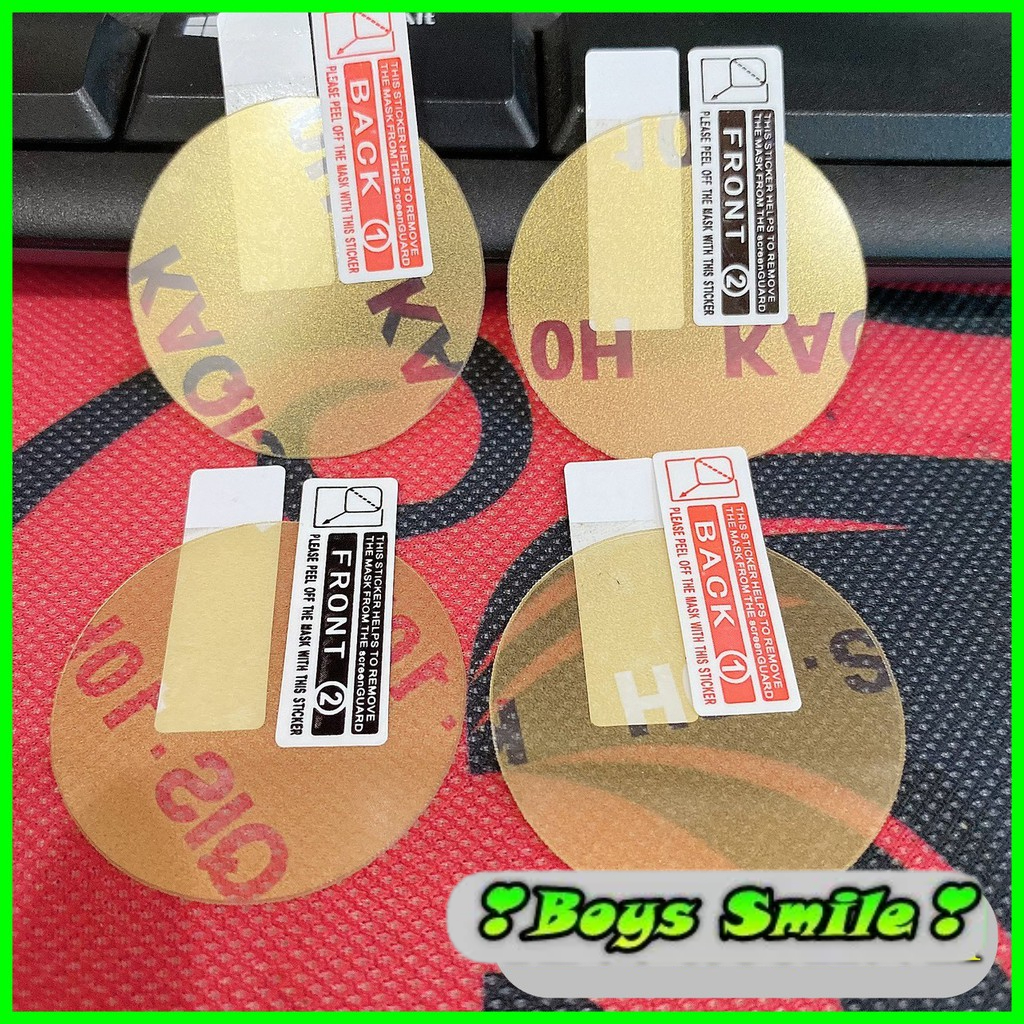 Alt
THIS STICKER HELPS TO REMOVE
THE MASK FROM THE screenGUARD
BACK 1
PLEASE PEEL OFF THE MASK WITH THIS STICKER
KAQIS
KA
THIS STICKER HELPS TO REMOVE
THE MASK FROM THE screenGUARD
FRONT 2
PLEASE PEEL OFF THE MASK WITH THIS STICKER
THIS STICKER HELPS TO REMOVE
THE MASK FROM THE screenGUARD
FRONT 2
PLEASE PEEL OFF THE MASK WITH THIS STICKER
THIS STICKER HELPS TO REMOVE
THE MASK FROM THE screenGUARD
BACK 1
PLEASE PEEL OFF THE MASK WITH THIS STICKER
❣Boys Smile❣